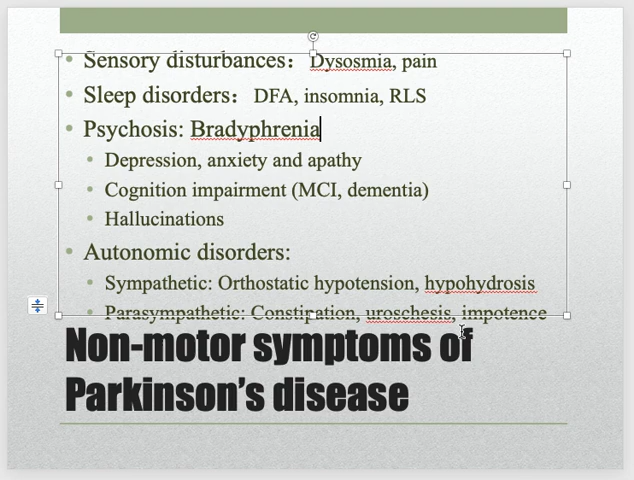 Sensory disturbances：Dysosmia, pain
Sleep disorders：DFA, insomnia, RLS
Psychosis: Bradyphrenia
Depression, anxiety and apathy
Cognition impairment (MCI, dementia)
Hallucinations
Autonomic disorders:
Sympathetic: Orthostatic hypotension, hypohydrosis
Parasympathetic: Constipation, uroschesis, impotence
Non-motor symptoms of
Parkinson’s disease